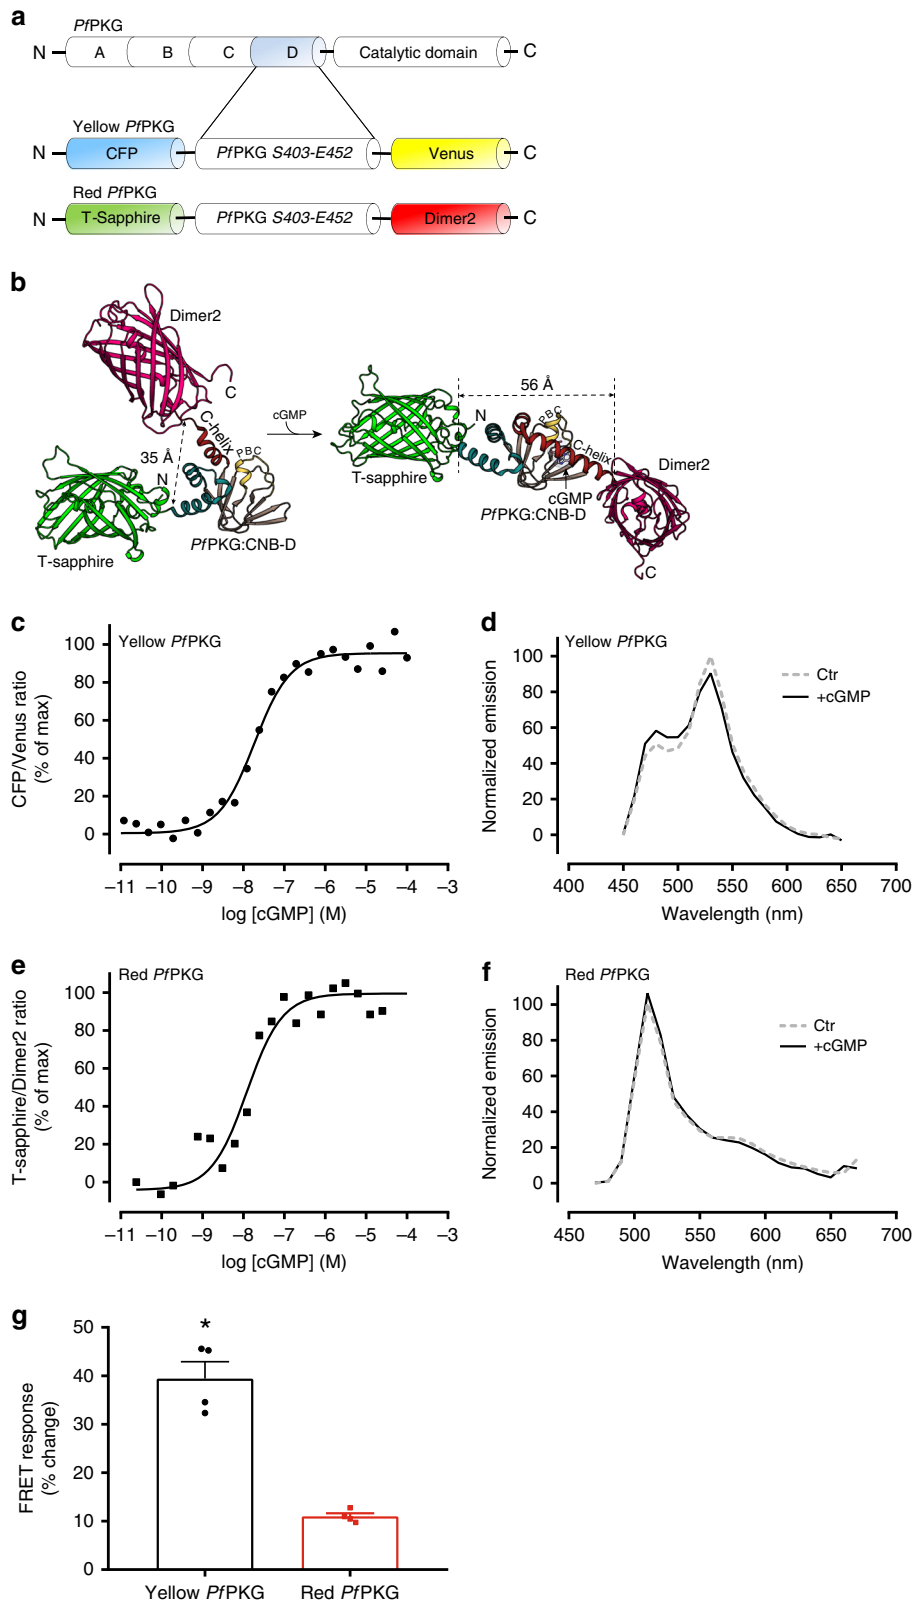 a
PfPKG
N A B C D Catalytic domain C
Yellow PfPKG
N CFP PfPKG S403-E452 Venus C
Red PfPKG
N T-Sapphire PfPKG S403-E452 Dimer2 C
b
Dimer2
C
C-helix
35 Å
N
PBC
T-sapphire
PfPKG:CNB-D
cGMP
56 Å
N
PBC
C-helix
T-sapphire
cGMP
PfPKG:CNB-D
Dimer2
C
c
Yellow PfPKG
CFP/Venus ratio
(% of max)
100
80
60
40
20
0
–11 –10 –9 –8 –7 –6 –5 –4 –3
log [cGMP] (M)
d
Yellow PfPKG
Ctr
+cGMP
Normalized emission
100
80
60
40
20
0
400 450 500 550 600 650 700
Wavelength (nm)
e
Red PfPKG
T-sapphire/Dimer2 ratio
(% of max)
100
80
60
40
20
0
–11 –10 –9 –8 –7 –6 –5 –4 –3
log [cGMP] (M)
f
Red PfPKG
Ctr
+cGMP
Normalized emission
100
80
60
40
20
0
450 500 550 600 650 700
Wavelength (nm)
g
FRET response
(% change)
50
40
30
20
10
0
*
Yellow PfPKG Red PfPKG